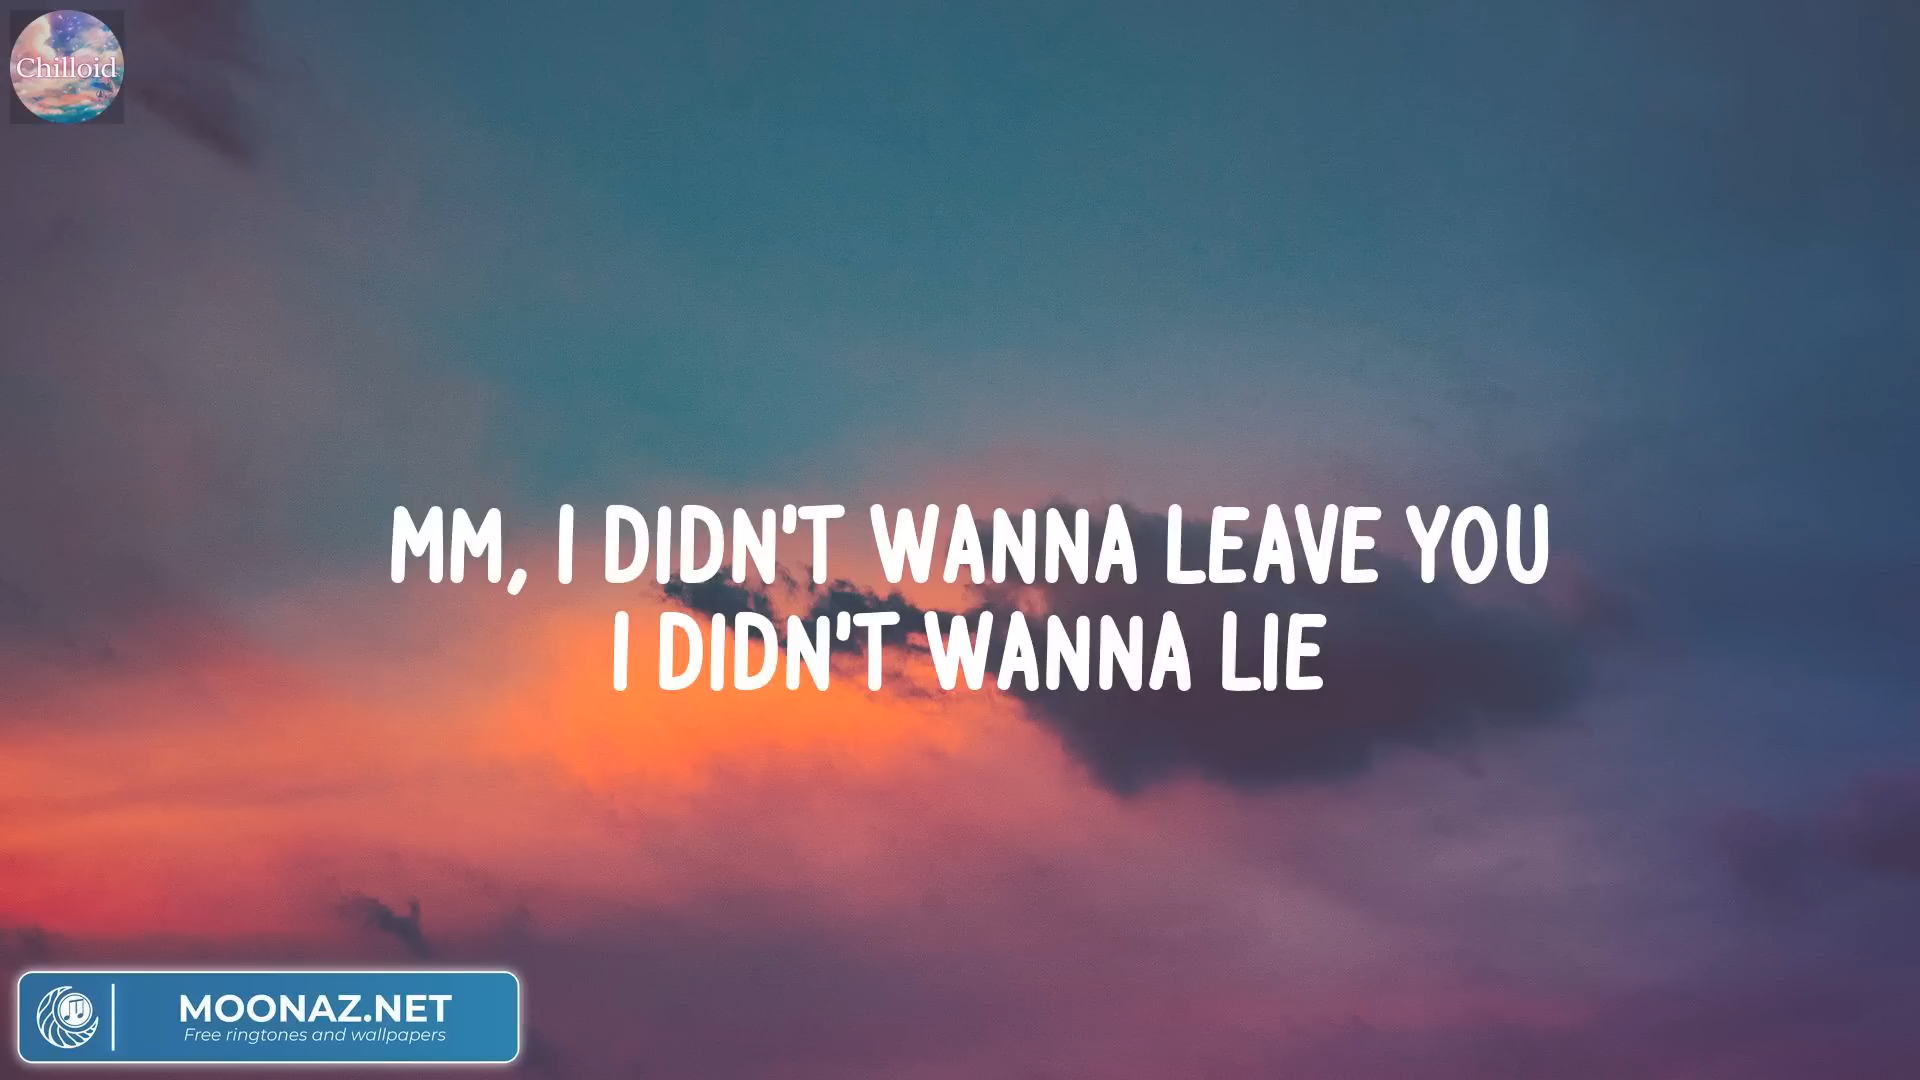 Chilloid
MM, I DIDN'T WANNA LEAVE YOU
I DIDN'T WANNA LIE
MOONAZ.NET
Free ringtones and wallpapers